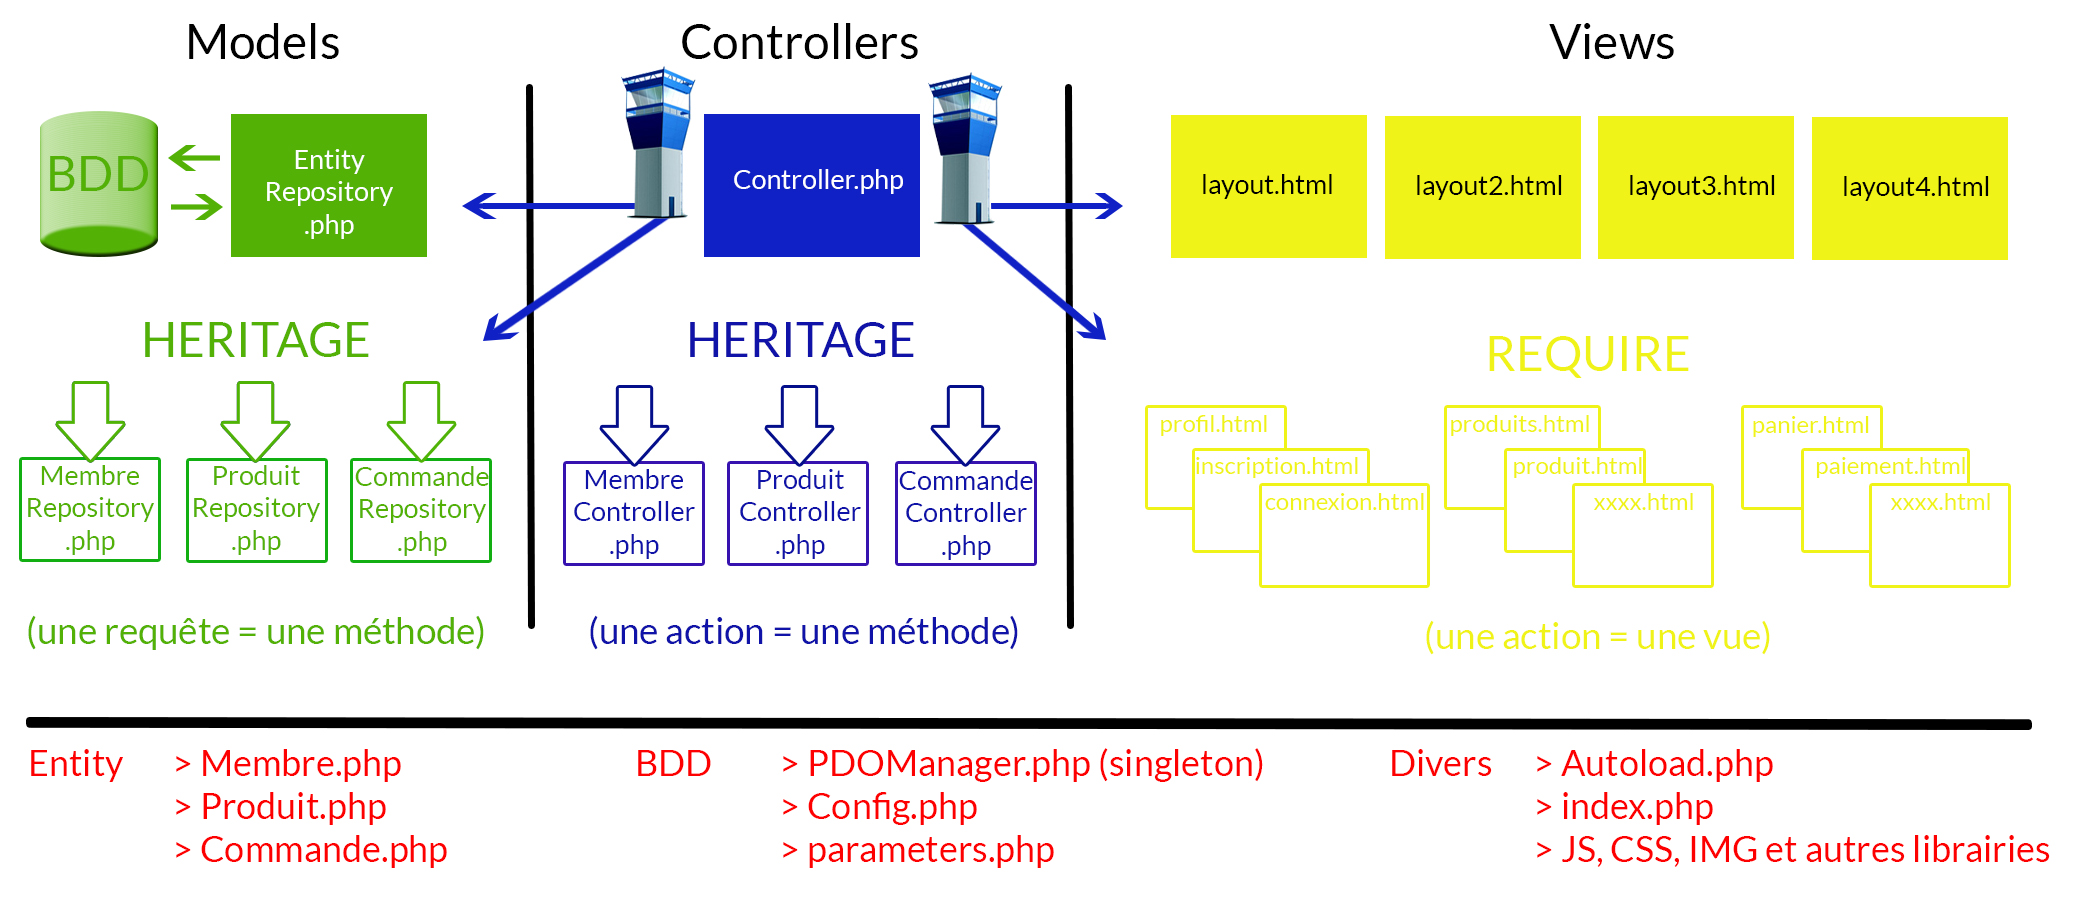 Models
Controllers
Views
BDD
Entity
Repository
.php
Controller.php
layout.html
layout2.html
layout3.html
layout4.html
HERITAGE
HERITAGE
REQUIRE
Membre
Repository
.php
Produit
Repository
.php
Commande
Repository
.php
Membre
Controller
.php
Produit
Controller
.php
Commande
Controller
.php
profil.html
inscription.html
connexion.html
produits.html
produit.html
xxxx.html
panier.html
paiement.html
xxxx.html
(une requête = une méthode)
(une action = une méthode)
(une action = une vue)
Entity
> Membre.php
> Produit.php
> Commande.php
BDD
> PDOManager.php (singleton)
> Config.php
> parameters.php
Divers
> Autoload.php
> index.php
> JS, CSS, IMG et autres librairies